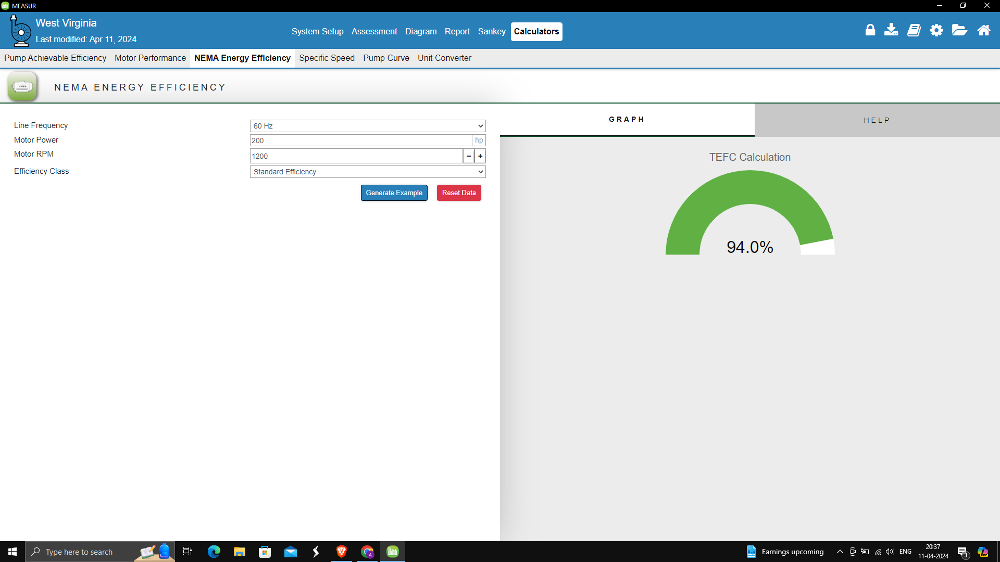 MEASUR
West Virginia
Last modified: Apr 11, 2024
System Setup Assessment Diagram Report Sankey Calculators
Pump Achievable Efficiency Motor Performance NEMA Energy Efficiency Specific Speed Pump Curve Unit Converter
NEMA
NEMA ENERGY EFFICIENCY
GRAPH
HELP
Line Frequency
60 Hz
Motor Power
200
hp
Motor RPM
1200
− +
Efficiency Class
Standard Efficiency
Generate Example
Reset Data
TEFC Calculation
94.0%
Type here to search
A
Earnings upcoming
ENG
20:37
11-04-2024
3
PRE